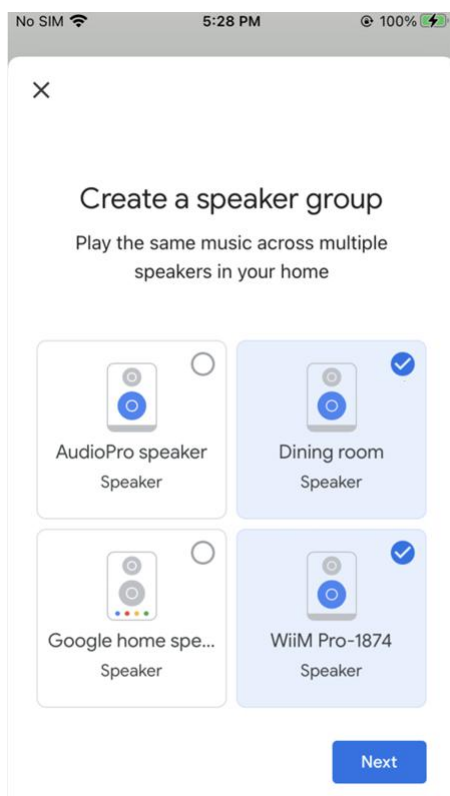 No SIM 5:28 PM 100%
Create a speaker group
Play the same music across multiple
speakers in your home
AudioPro speaker
Speaker
Dining room
Speaker
Google home spe...
Speaker
WiiM Pro-1874
Speaker
Next